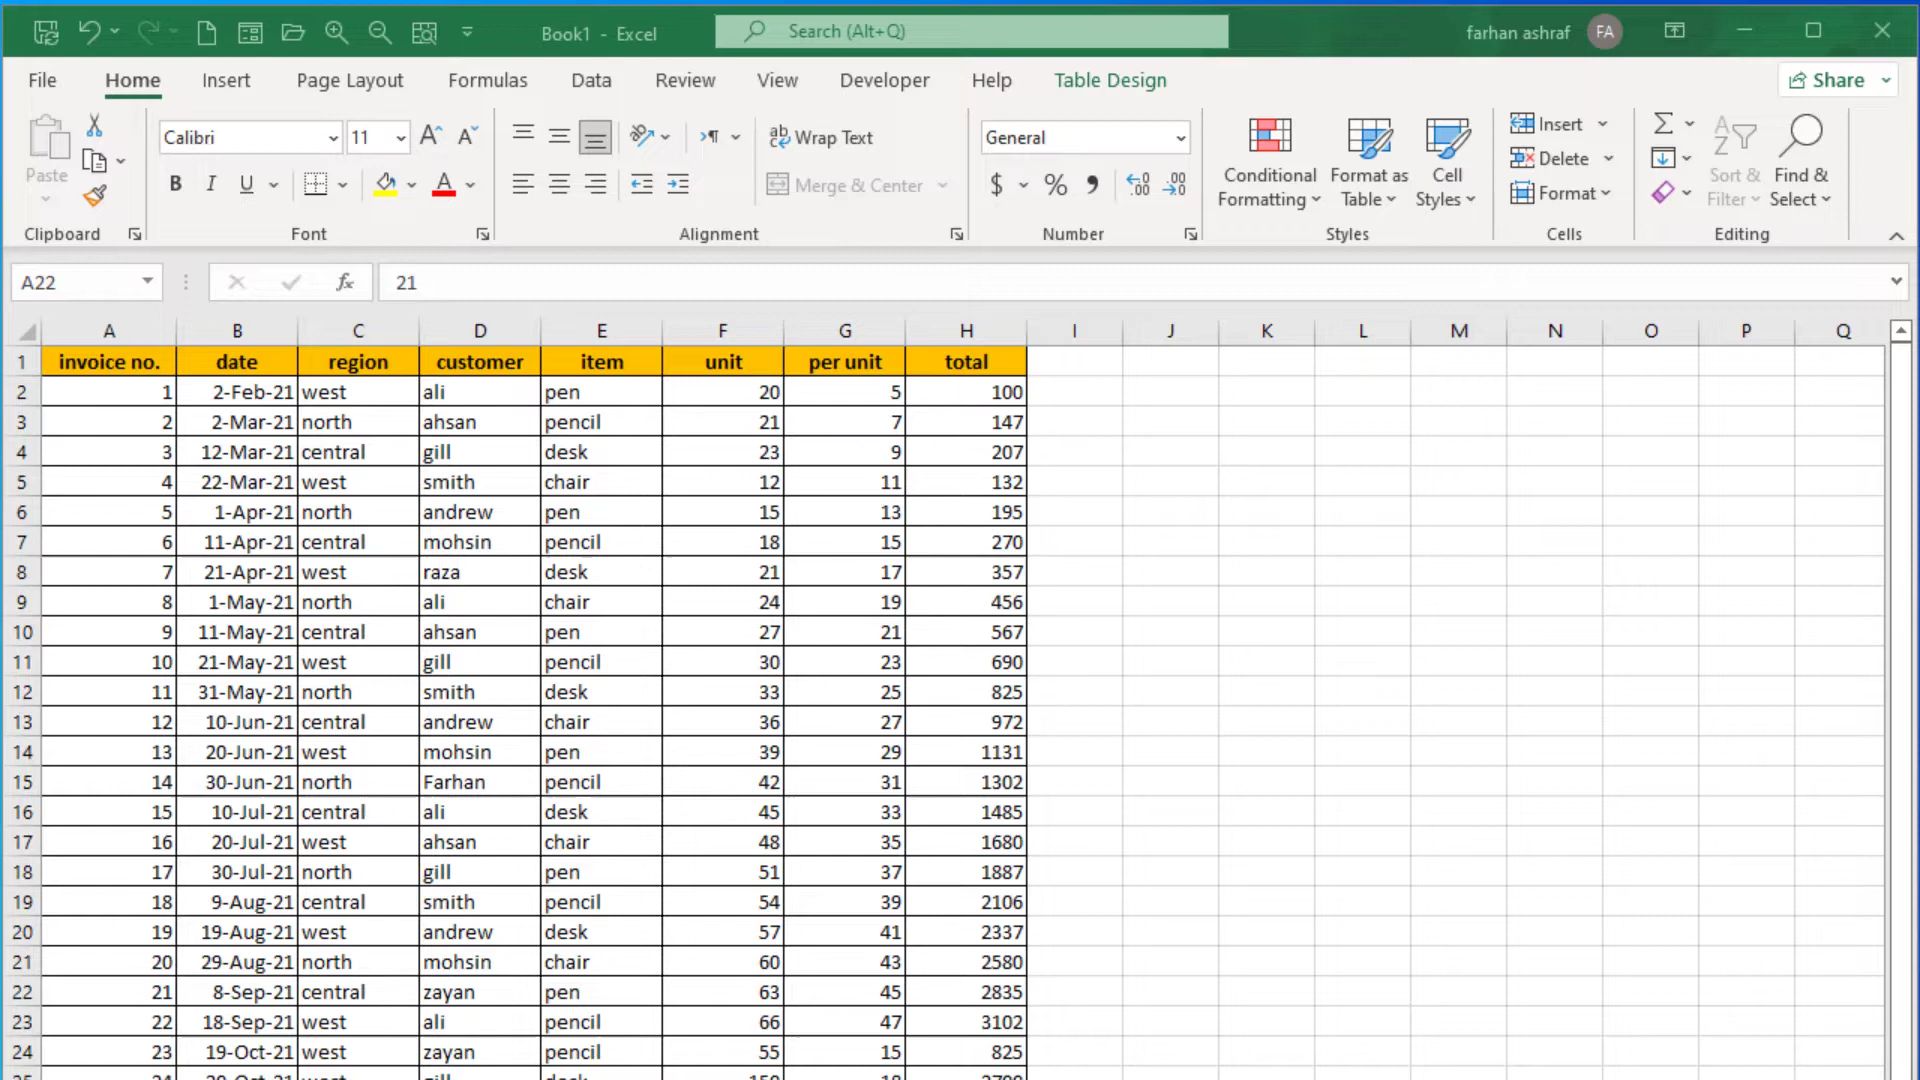 Book1 - Excel
Search (Alt+Q)
farhan ashraf FA
File Home Insert Page Layout Formulas Data Review View Developer Help Table Design Share
Calibri 11 Wrap Text General Conditional Formatting Format as Table Cell Styles Insert Delete Format Sort & Filter Find & Select
Paste B I U Merge & Center $ %
Clipboard Font Alignment Number Styles Cells Editing
A22 fx 21
A B C D E F G H I J K L M N O P Q
1 invoice no. date region customer item unit per unit total
2 1 2-Feb-21 west ali pen 20 5 100
3 2 2-Mar-21 north ahsan pencil 21 7 147
4 3 12-Mar-21 central gill desk 23 9 207
5 4 22-Mar-21 west smith chair 12 11 132
6 5 1-Apr-21 north andrew pen 15 13 195
7 6 11-Apr-21 central mohsin pencil 18 15 270
8 7 21-Apr-21 west raza desk 21 17 357
9 8 1-May-21 north ali chair 24 19 456
10 9 11-May-21 central ahsan pen 27 21 567
11 10 21-May-21 west gill pencil 30 23 690
12 11 31-May-21 north smith desk 33 25 825
13 12 10-Jun-21 central andrew chair 36 27 972
14 13 20-Jun-21 west mohsin pen 39 29 1131
15 14 30-Jun-21 north Farhan pencil 42 31 1302
16 15 10-Jul-21 central ali desk 45 33 1485
17 16 20-Jul-21 west ahsan chair 48 35 1680
18 17 30-Jul-21 north gill pen 51 37 1887
19 18 9-Aug-21 central smith pencil 54 39 2106
20 19 19-Aug-21 west andrew desk 57 41 2337
21 20 29-Aug-21 north mohsin chair 60 43 2580
22 21 8-Sep-21 central zayan pen 63 45 2835
23 22 18-Sep-21 west ali pencil 66 47 3102
24 23 19-Oct-21 west zayan pencil 55 15 825